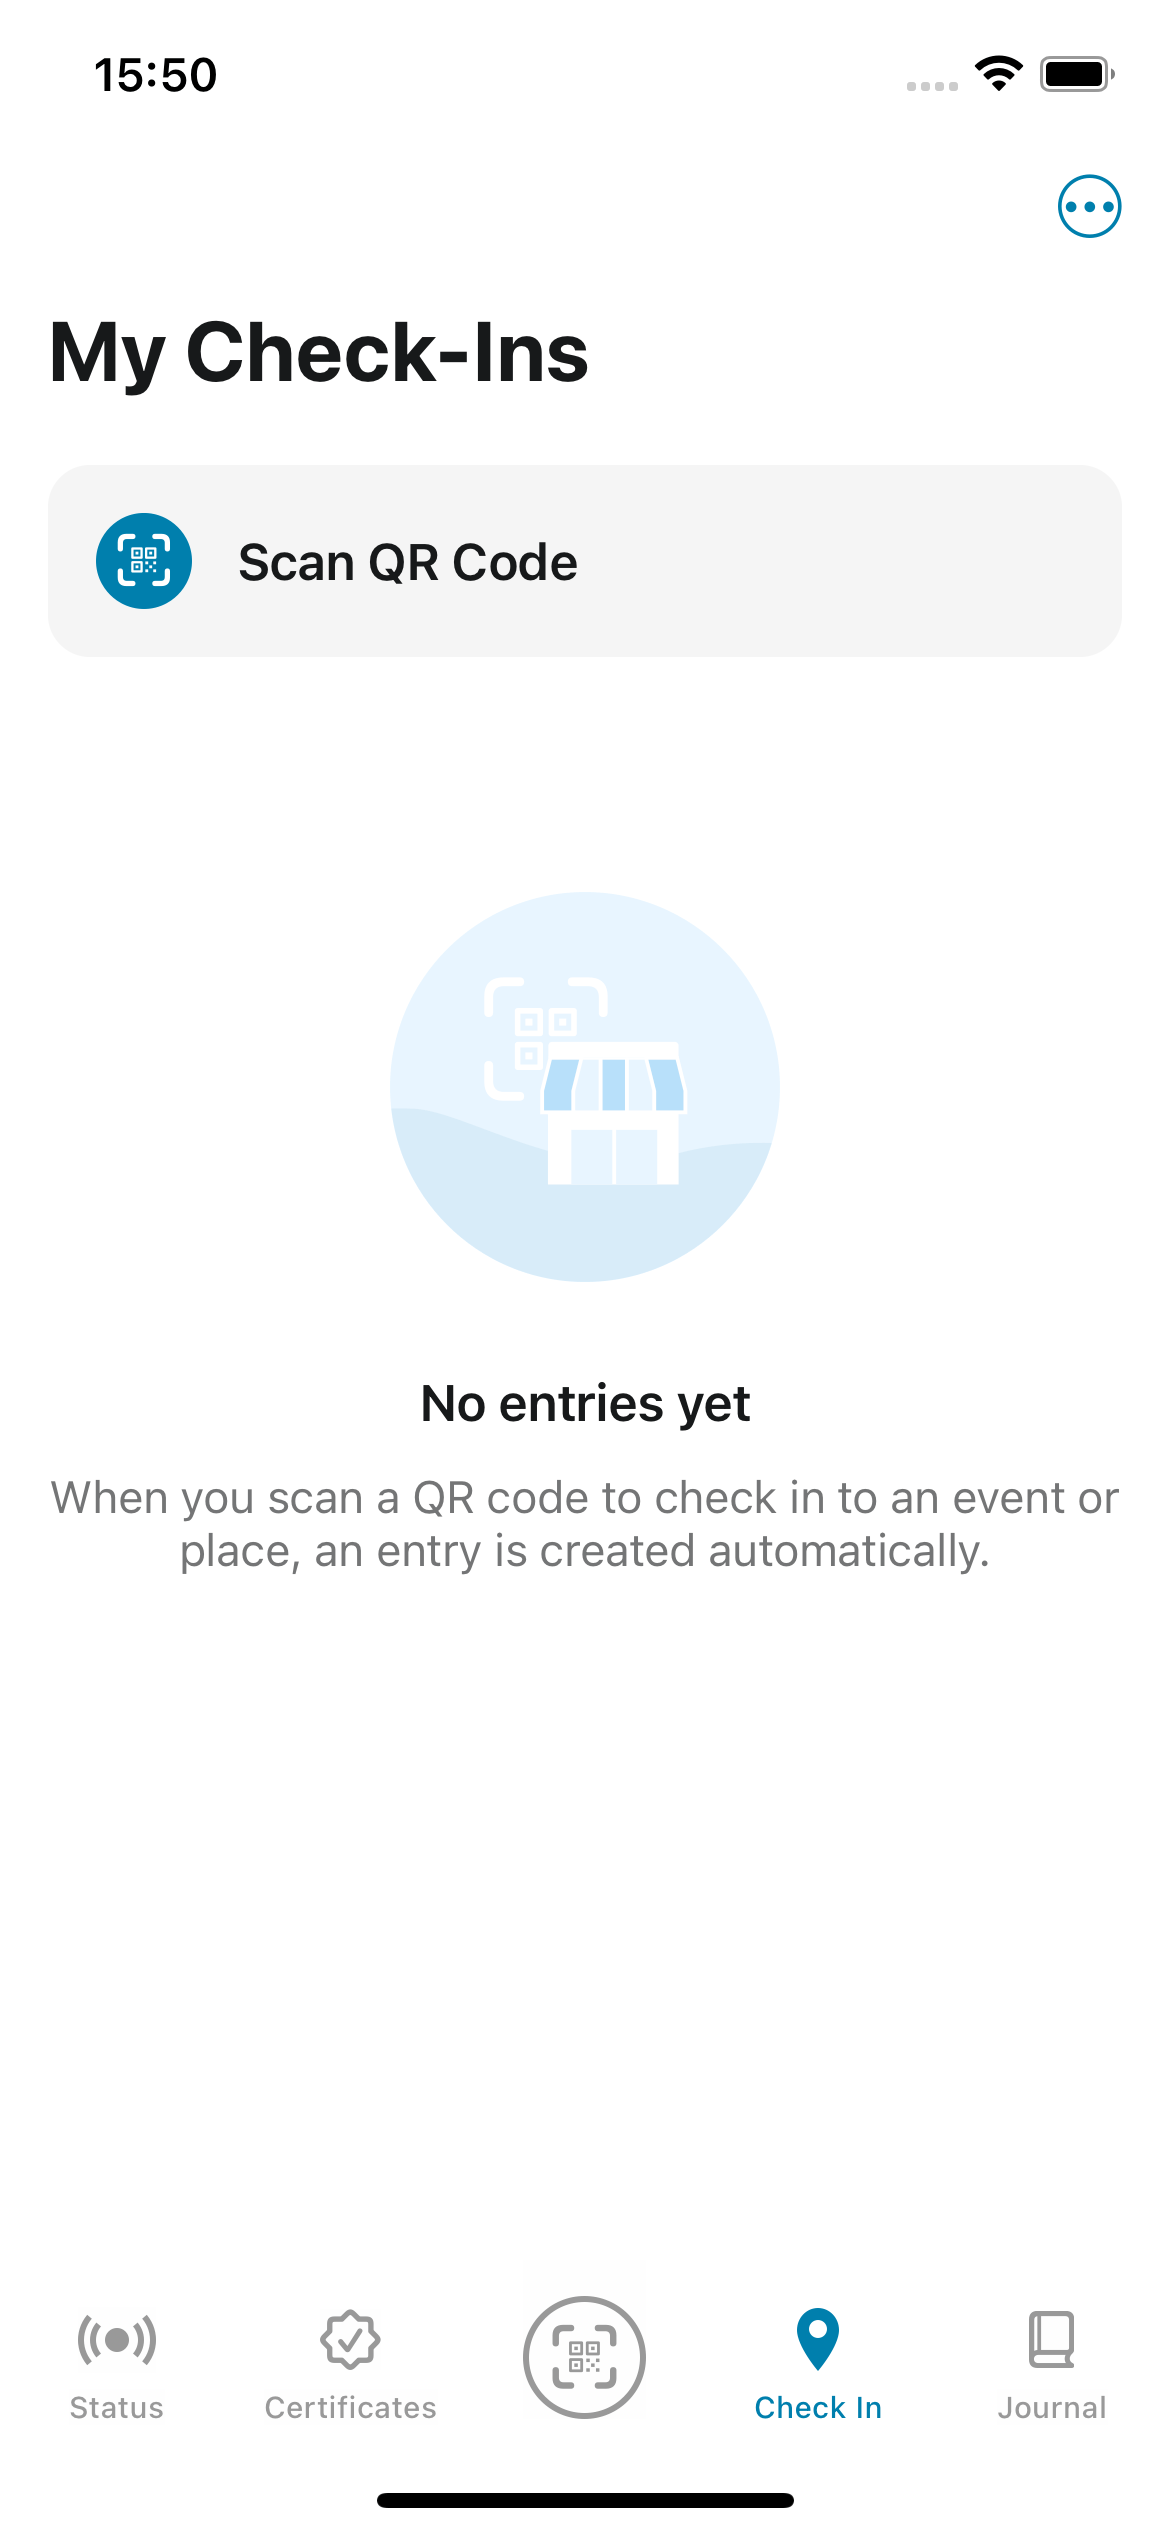 15:50
My Check-Ins
Scan QR Code
No entries yet
When you scan a QR code to check in to an event or
place, an entry is created automatically.
Status
Certificates
Check In
Journal